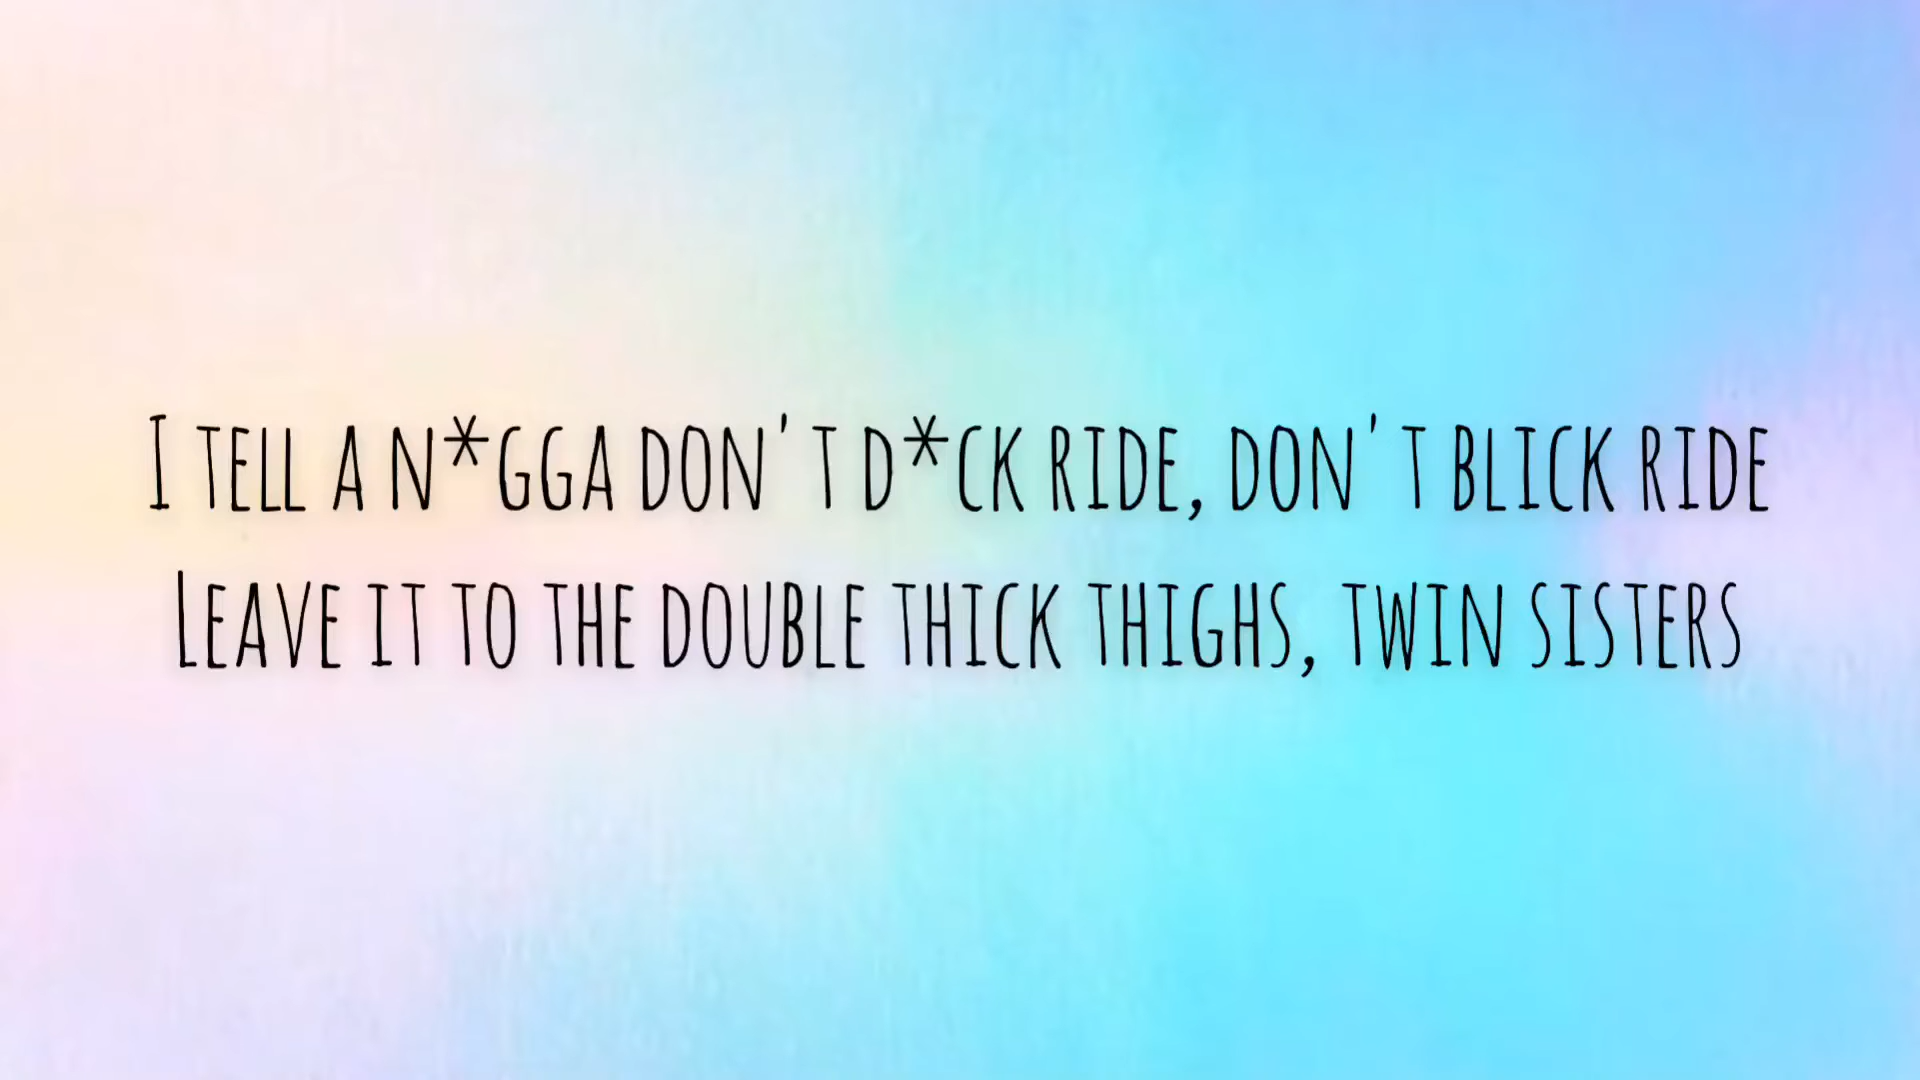 I tell a n*gga don't d*ck ride, don't blick ride
Leave it to the double thick thighs, twin sisters